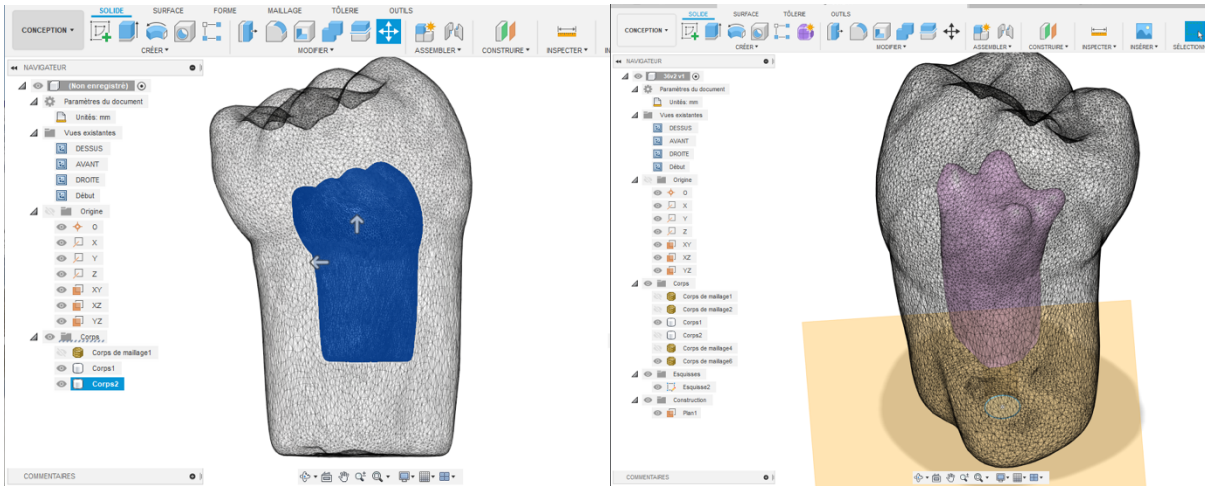 SOLIDE SURFACE FORME MAILLAGE TÔLERIE OUTILS
CONCEPTION
CRÉER MODIFIER ASSEMBLER CONSTRUIRE INSPECTER
NAVIGATEUR
(Non enregistré)
Paramètres du document
Unités: mm
Vues existantes
DESSUS
AVANT
DROITE
Début
Origine
O
X
Y
Z
XY
XZ
YZ
Corps
Corps de maillage1
Corps1
Corps2
COMMENTAIRES
SOLIDE SURFACE TÔLERIE OUTILS
CONCEPTION
CRÉER MODIFIER ASSEMBLER CONSTRUIRE INSPECTER INSÉRER SÉLECTIONN
NAVIGATEUR
36v2 v1
Paramètres du document
Unités: mm
Vues existantes
DESSUS
AVANT
DROITE
Début
Origine
O
X
Y
Z
XY
XZ
YZ
Corps
Corps de maillage1
Corps de maillage2
Corps1
Corps2
Corps de maillage4
Corps de maillage6
Esquisses
Esquisse2
Construction
Plan1
COMMENTAIRES